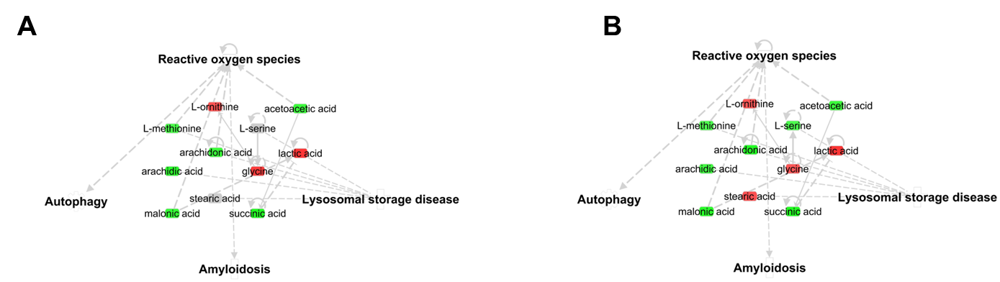 A
Reactive oxygen species
L-ornithine
acetoacetic acid
L-methionine
L-serine
arachidonic acid
lactic acid
arachidic acid
glycine
stearic acid
Autophagy
Lysosomal storage disease
malonic acid
succinic acid
Amyloidosis
B
Reactive oxygen species
L-ornithine
acetoacetic acid
L-methionine
L-serine
arachidonic acid
lactic acid
arachidic acid
glycine
stearic acid
Autophagy
Lysosomal storage disease
malonic acid
succinic acid
Amyloidosis